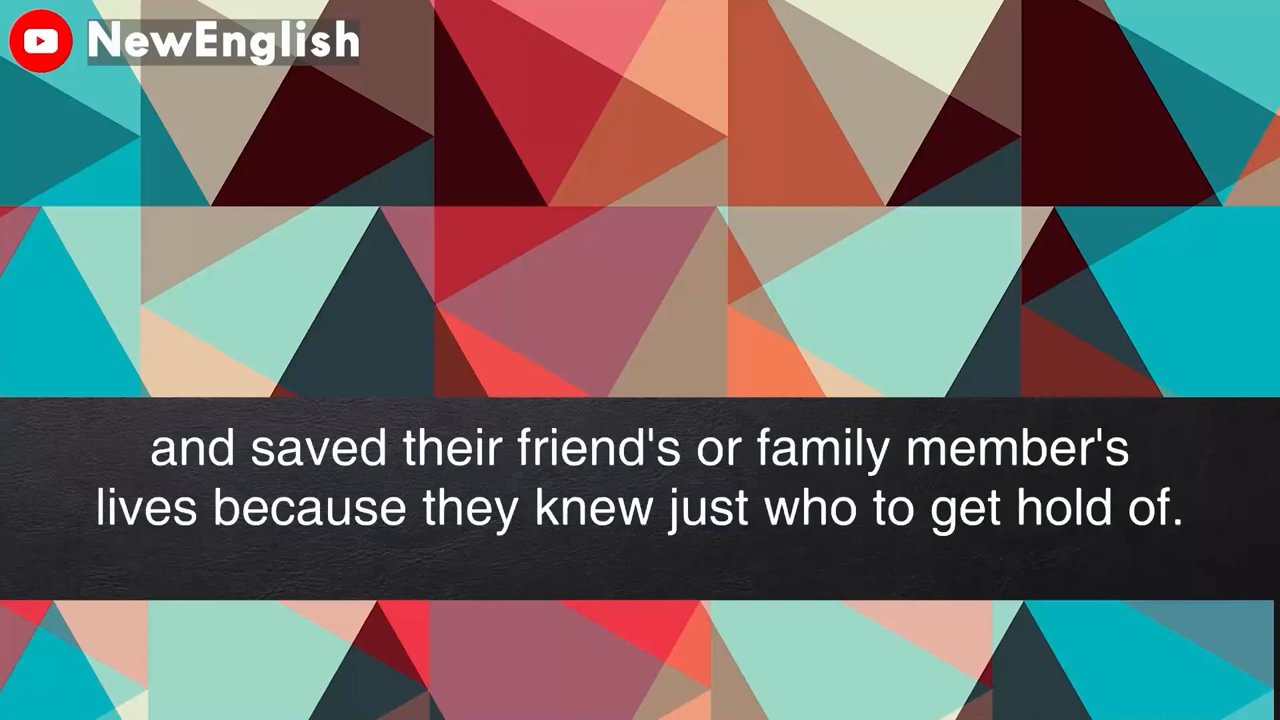 NewEnglish
and saved their friend's or family member's
lives because they knew just who to get hold of.